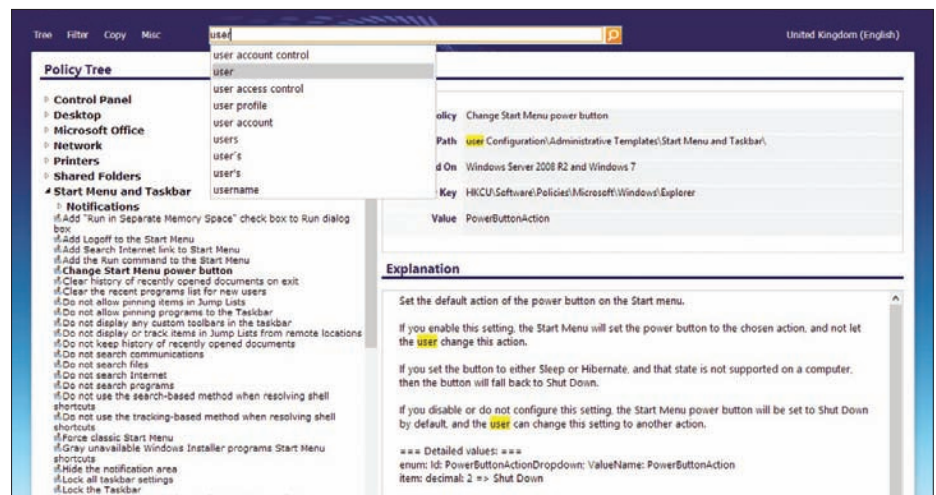 Tree Filter Copy Misc user United Kingdom (English)
user account control
user
user access control
user profile
user account
users
user´s
user's
username
Policy Tree
Control Panel
Desktop
Microsoft Office
Network
Printers
Shared Folders
Start Menu and Taskbar
Notifications
Add "Run in Separate Memory Space" check box to Run dialog
box
Add Logoff to the Start Menu
Add Search Internet link to Start Menu
Add the Run command to the Start Menu
Change Start Menu power button
Clear history of recently opened documents on exit
Clear the recent programs list for new users
Do not allow pinning items in Jump Lists
Do not allow pinning programs to the Taskbar
Do not display any custom toolbars in the taskbar
Do not display or track items in Jump Lists from remote locations
Do not keep history of recently opened documents
Do not search communications
Do not search files
Do not search Internet
Do not search programs
Do not use the search-based method when resolving shell
shortcuts
Do not use the tracking-based method when resolving shell
shortcuts
Force classic Start Menu
Gray unavailable Windows Installer programs Start Menu
shortcuts
Hide the notification area
Lock all taskbar settings
Lock the Taskbar
olicy Change Start Menu power button
Path user Configuration\Administrative Templates\Start Menu and Taskbar\
d On Windows Server 2008 R2 and Windows 7
Key HKCU\Software\Policies\Microsoft\Windows\Explorer
Value PowerButtonAction
Explanation
Set the default action of the power button on the Start menu.
If you enable this setting, the Start Menu will set the power button to the chosen action, and not let
the user change this action.
If you set the button to either Sleep or Hibernate, and that state is not supported on a computer,
then the button will fall back to Shut Down.
If you disable or do not configure this setting, the Start Menu power button will be set to Shut Down
by default, and the user can change this setting to another action.
=== Detailed values: ===
enum: Id: PowerButtonActionDropdown; ValueName: PowerButtonAction
item: decimal: 2 => Shut Down